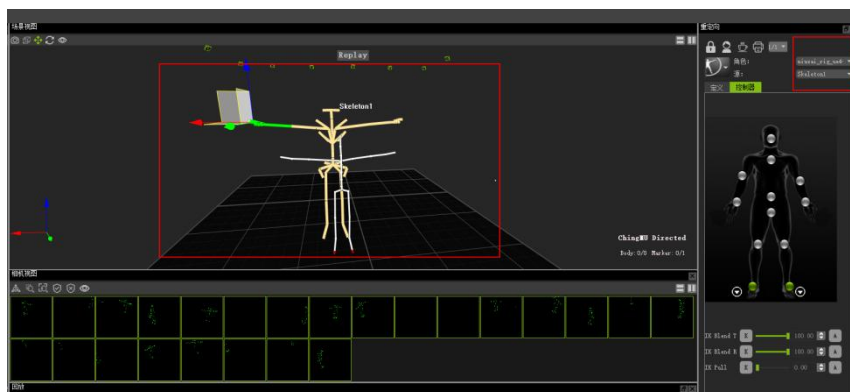 场景视图
重定向
Replay
角色:
源:
Skeleton1
定义
控制器
Skeleton1
ChingMU Directed
Body:0/0 Marker:0/1
相机视图
IK Blend T
100.00
IK Blend R
100.00
IK Pull
0.00